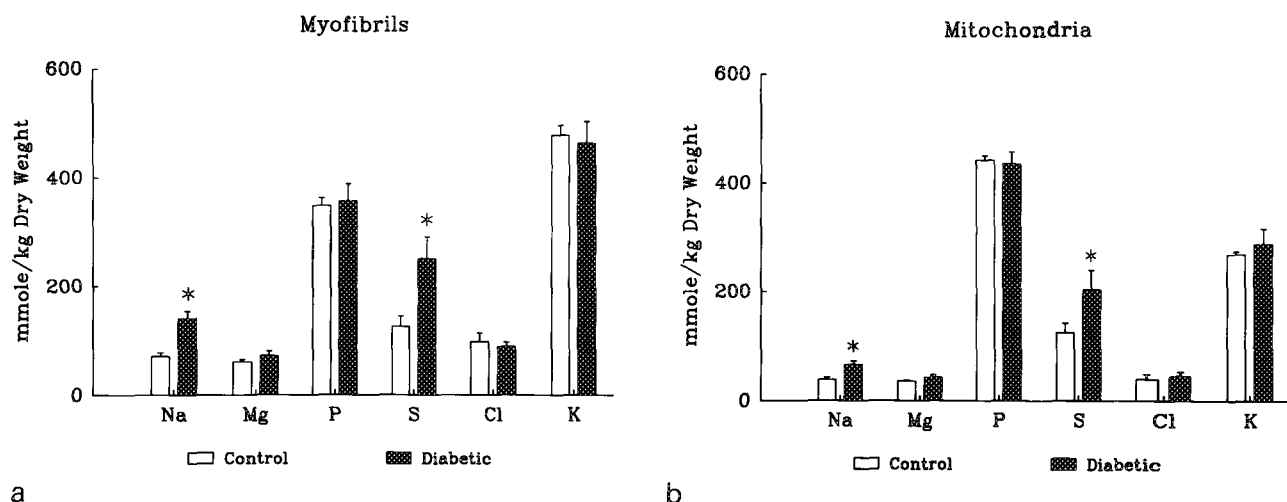 Myofibrils
mmole/kg Dry Weight
600
400
200
0
*
*
Na Mg P S Cl K
Control Diabetic
a
Mitochondria
mmole/kg Dry Weight
600
400
200
0
*
*
Na Mg P S Cl K
Control Diabetic
b